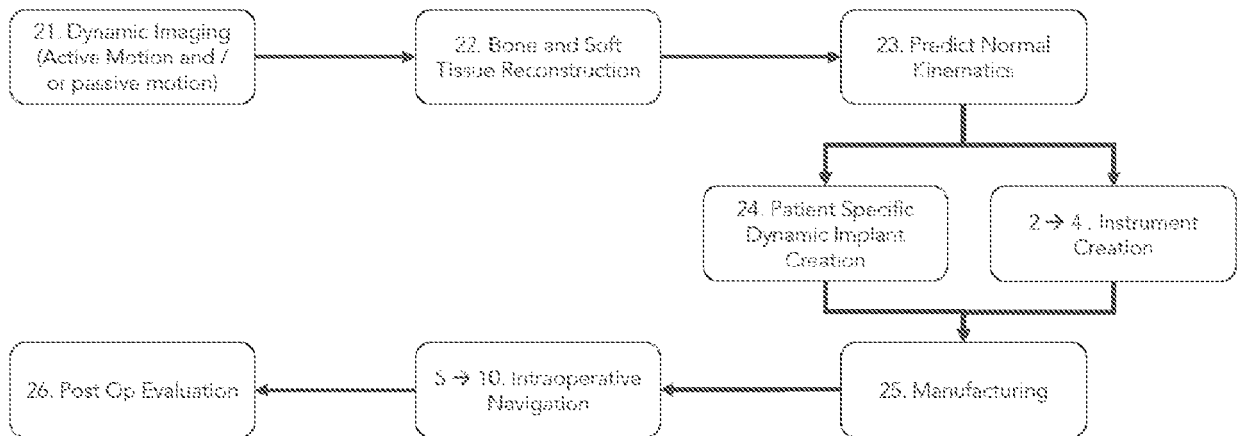 21. Dynamic Imaging
(Active Motion and /
or passive motion)
22. Bone and Soft
Tissue Reconstruction
23. Predict Normal
Kinematics
24. Patient Specific
Dynamic Implant
Creation
2 → 4 . Instrument
Creation
26. Post Op Evaluation
5 → 10. Intraoperative
Navigation
25. Manufacturing